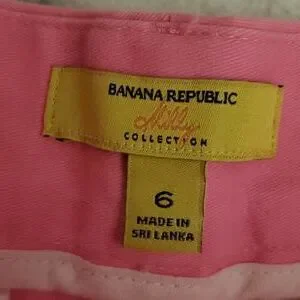 BANANA REPUBLIC
Milly
COLLECTION
6
MADE IN
SRI LANKA